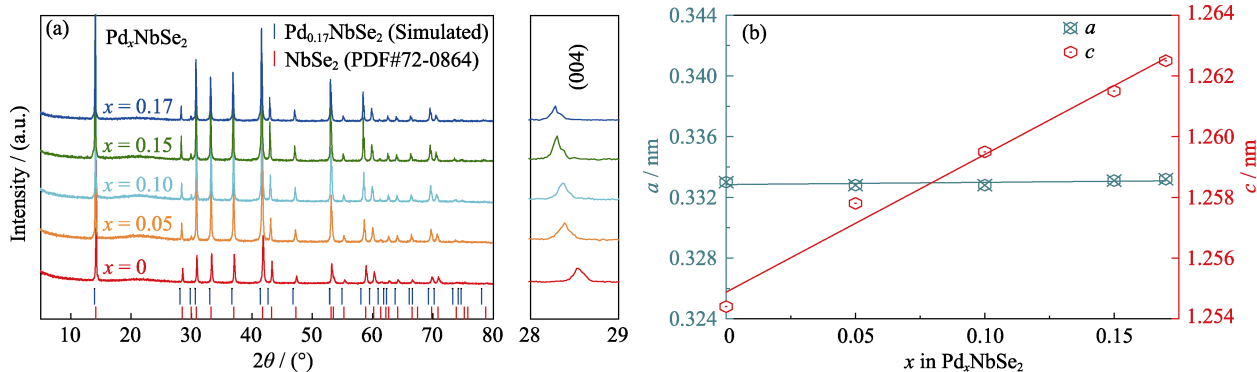 (a)
PdₓNbSe₂
Pd₀.₁₇NbSe₂ (Simulated)
NbSe₂ (PDF#72-0864)
x = 0.17
x = 0.15
x = 0.10
x = 0.05
x = 0
Intensity / (a.u.)
10 20 30 40 50 60 70 80
2θ / (°)
(004)
28 29
(b)
a
c
0.344
0.340
0.336
0.332
0.328
0.324
a / nm
1.264
1.262
1.260
1.258
1.256
1.254
c / nm
0 0.05 0.10 0.15
x in PdₓNbSe₂